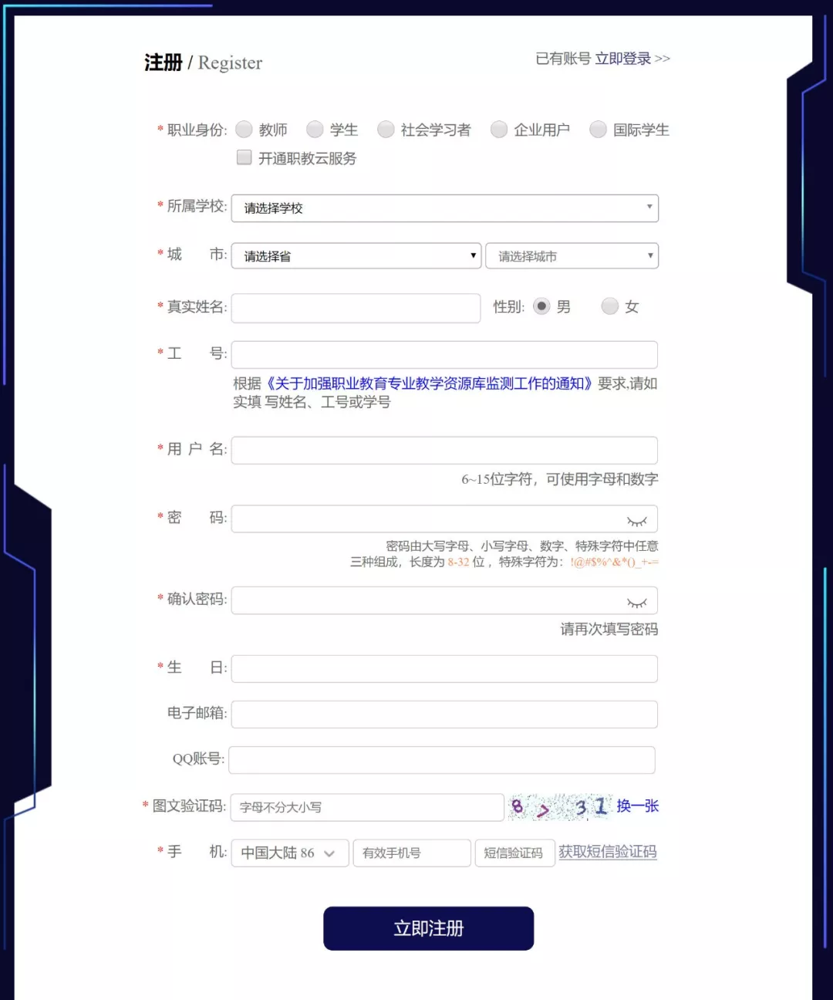 注册 / Register
已有账号 立即登录 >>
* 职业身份: 教师 学生 社会学习者 企业用户 国际学生
开通职教云服务
* 所属学校: 请选择学校
* 城 市: 请选择省 请选择城市
* 真实姓名: 性别: 男 女
* 工 号:
根据《关于加强职业教育专业教学资源库监测工作的通知》要求,请如
实填 写姓名、工号或学号
* 用 户 名:
6~15位字符，可使用字母和数字
* 密 码:
密码由大写字母、小写字母、数字、特殊字符中任意
三种组成，长度为 8-32 位 ，特殊字符为：!@#$%^&*()_+-=
* 确认密码:
请再次填写密码
* 生 日:
电子邮箱:
QQ账号:
* 图文验证码: 字母不分大小写 8 > 31 换一张
* 手 机: 中国大陆 86 有效手机号 短信验证码 获取短信验证码
立即注册